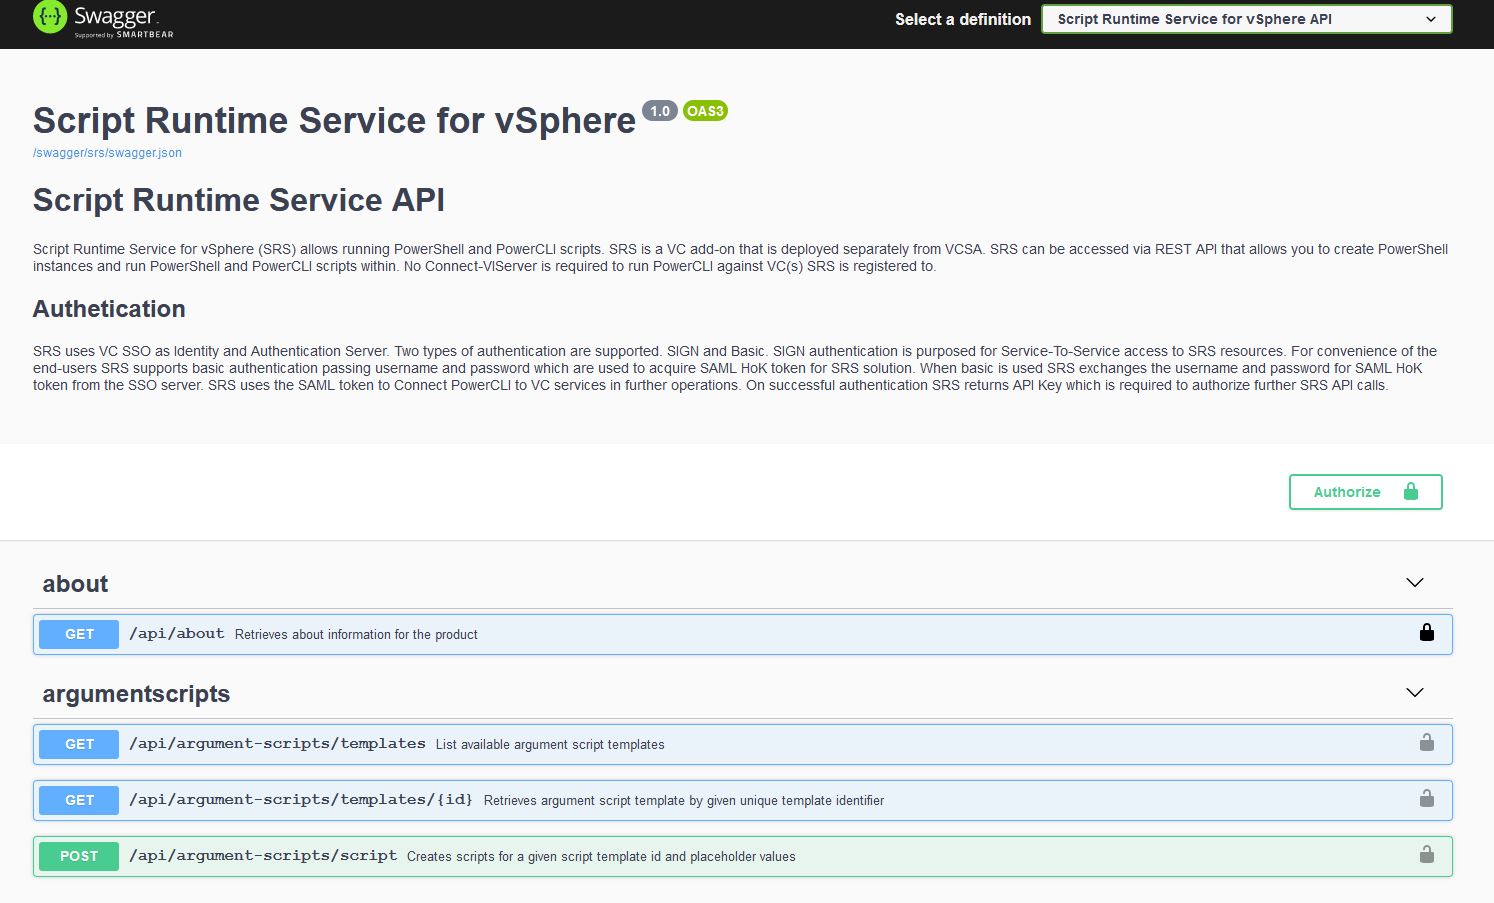 Swagger.
Supported by SMARTBEAR
Select a definition
Script Runtime Service for vSphere API
Script Runtime Service for vSphere 1.0 OAS3
/swagger/srs/swagger.json
Script Runtime Service API
Script Runtime Service for vSphere (SRS) allows running PowerShell and PowerCLI scripts. SRS is a VC add-on that is deployed separately from VCSA. SRS can be accessed via REST API that allows you to create PowerShell
instances and run PowerShell and PowerCLI scripts within. No Connect-VIServer is required to run PowerCLI against VC(s) SRS is registered to.
Authetication
SRS uses VC SSO as Identity and Authentication Server. Two types of authentication are supported. SIGN and Basic. SIGN authentication is purposed for Service-To-Service access to SRS resources. For convenience of the
end-users SRS supports basic authentication passing username and password which are used to acquire SAML HoK token for SRS solution. When basic is used SRS exchanges the username and password for SAML HoK
token from the SSO server. SRS uses the SAML token to Connect PowerCLI to VC services in further operations. On successful authentication SRS returns API Key which is required to authorize further SRS API calls.
Authorize
about
GET /api/about Retrieves about information for the product
argumentscripts
GET /api/argument-scripts/templates List available argument script templates
GET /api/argument-scripts/templates/{id} Retrieves argument script template by given unique template identifier
POST /api/argument-scripts/script Creates scripts for a given script template id and placeholder values